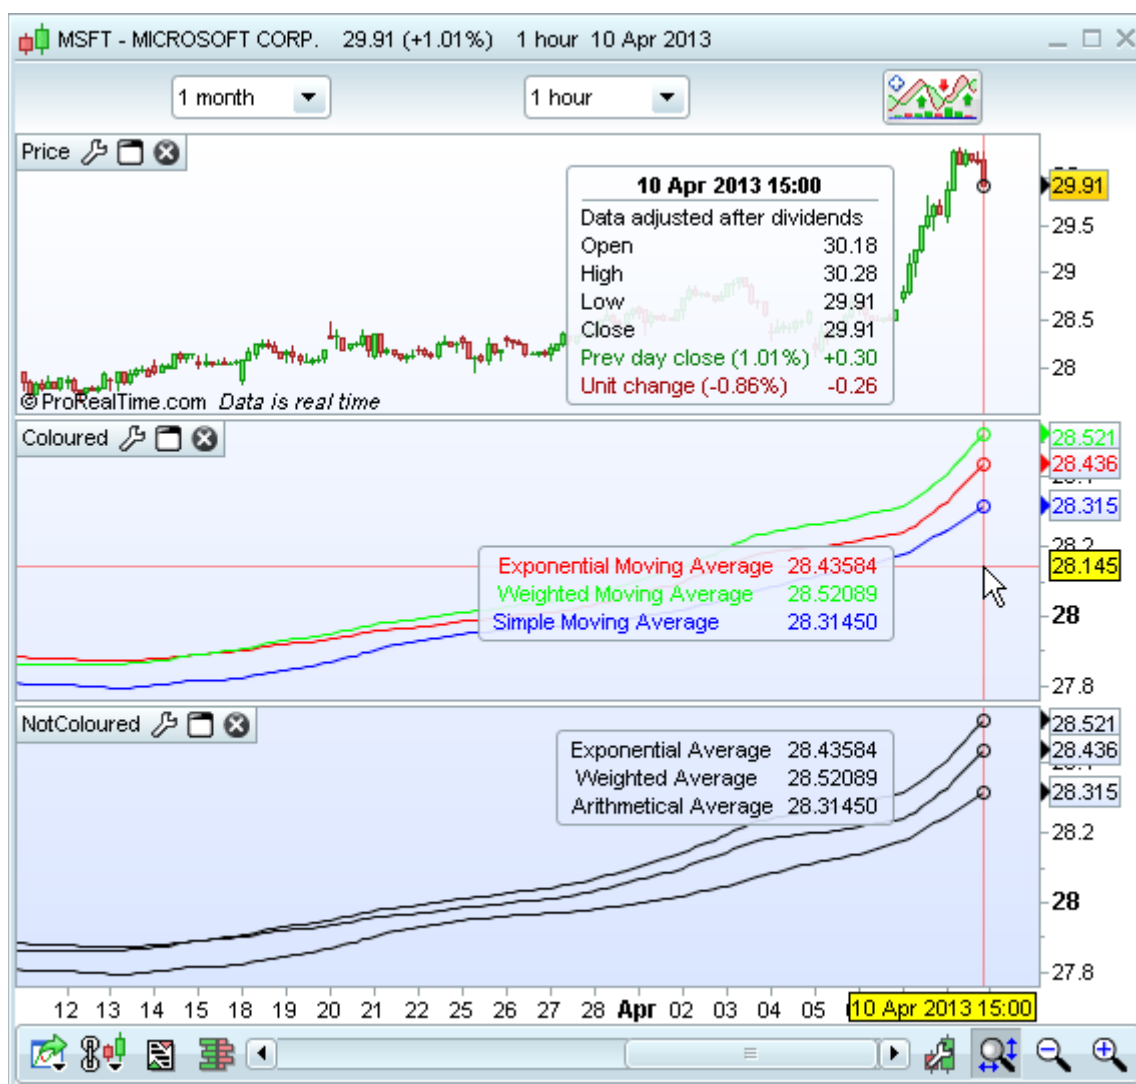 MSFT - MICROSOFT CORP. 29.91 (+1.01%) 1 hour 10 Apr 2013
1 month 1 hour
Price
10 Apr 2013 15:00
Data adjusted after dividends
Open 30.18
High 30.28
Low 29.91
Close 29.91
Prev day close (1.01%) +0.30
Unit change (-0.86%) -0.26
29.91
29.5
29
28.5
28
© ProRealTime.com Data is real time
Coloured
28.521
28.436
28.315
28.2
28.145
28
27.8
Exponential Moving Average 28.43584
Weighted Moving Average 28.52089
Simple Moving Average 28.31450
NotColoured
Exponential Average 28.43584
Weighted Average 28.52089
Arithmetical Average 28.31450
28.521
28.436
28.315
28.2
28
27.8
12 13 14 15 18 19 20 21 22 25 26 27 28 Apr 02 03 04 05 10 Apr 2013 15:00